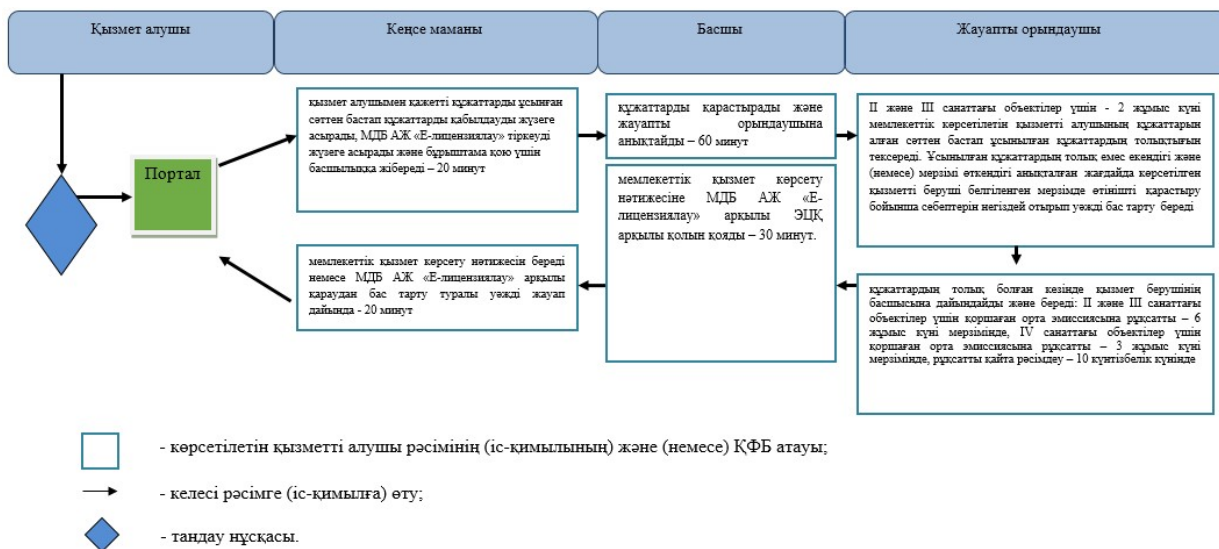 Қызмет алушы
Кеңсе маманы
Басшы
Жауапты орындаушы
Портал
қызмет алушымен қажетті құжаттарды ұсынған
сәттен бастап құжаттарды қабылдауды жүзеге
асырады, МДБ АЖ «Е-лицензиялау» тіркеуді
жүзеге асырады және бұрыштама қою үшін
басшылыққа жібереді – 20 минут
құжаттарды қарастырады және
жауапты орындаушына
анықтайды – 60 минут
ІІ және ІІІ санаттағы объектілер үшін - 2 жұмыс күні
мемлекеттік көрсетілетін қызметті алушының құжаттарын
алған сәттен бастап ұсынылған құжаттардың толықтығын
тексереді. Ұсынылған құжаттардың толық емес екендігі және
(немесе) мерзімі өткендігі анықталған жағдайда көрсетілген
қызметті беруші белгіленген мерзімде өтінішті қарастыру
бойынша себептерін негіздей отырып уәжді бас тарту береді
мемлекеттік қызмет көрсету
нәтижесіне МДБ АЖ «Е-
лицензиялау» арқылы ЭЦҚ
арқылы қолын қояды – 30 минут.
мемлекеттік қызмет көрсету нәтижесін береді
немесе МДБ АЖ «Е-лицензиялау» арқылы
қараудан бас тарту туралы уәжді жауап
дайында - 20 минут
құжаттардың толық болған кезінде қызмет берушінің
басшысына дайындайды және береді: ІІ және ІІІ санаттағы
объектілер үшін қоршаған орта эмиссиясына рұқсатты – 6
жұмыс күні мерзімінде, IV санаттағы объектілер үшін
қоршаған орта эмиссиясына рұқсатты – 3 жұмыс күні
мерзімінде, рұқсатты қайта рәсімдеу – 10 күнтізбелік күнінде
- көрсетілетін қызметті алушы рәсімінің (іс-қимылының) және (немесе) ҚФБ атауы;
- келесі рәсімге (іс-қимылға) өту;
- тандау нұсқасы.